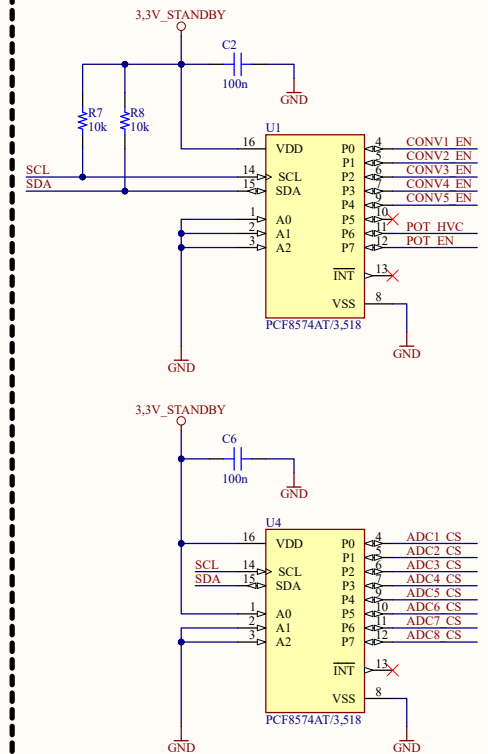 3,3V_STANDBY
C2
100n
GND
R7
10k
R8
10k
U1
16 VDD P0 4 CONV1_EN
P1 5 CONV2_EN
SCL 14 SCL P2 6 CONV3_EN
SDA 15 SDA P3 7 CONV4_EN
P4 9 CONV5_EN
1 A0 P5 10
2 A1 P6 11 POT_HVC
3 A2 P7 12 POT_EN
INT 13
VSS 8
PCF8574AT/3,518
GND
GND
3,3V_STANDBY
C6
100n
GND
U4
16 VDD P0 4 ADC1_CS
P1 5 ADC2_CS
SCL 14 SCL P2 6 ADC3_CS
SDA 15 SDA P3 7 ADC4_CS
P4 9 ADC5_CS
1 A0 P5 10 ADC6_CS
2 A1 P6 11 ADC7_CS
3 A2 P7 12 ADC8_CS
INT 13
VSS 8
PCF8574AT/3,518
GND
GND